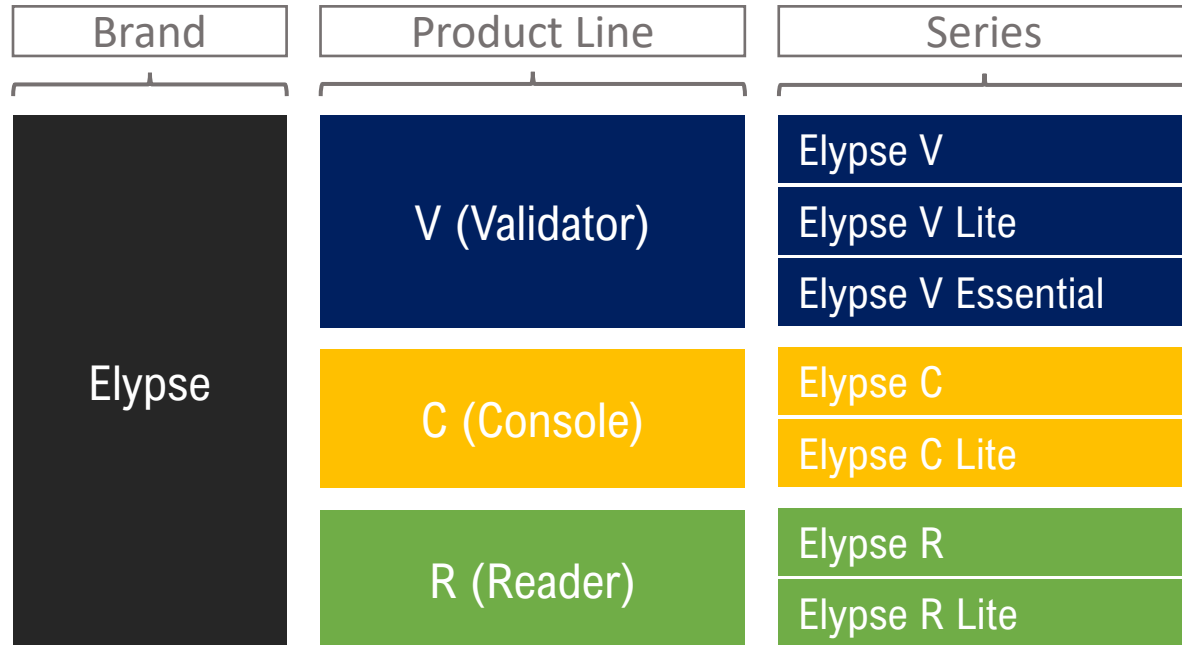 Brand
Product Line
Series
Elypse
V (Validator)
Elypse V
Elypse V Lite
Elypse V Essential
C (Console)
Elypse C
Elypse C Lite
R (Reader)
Elypse R
Elypse R Lite